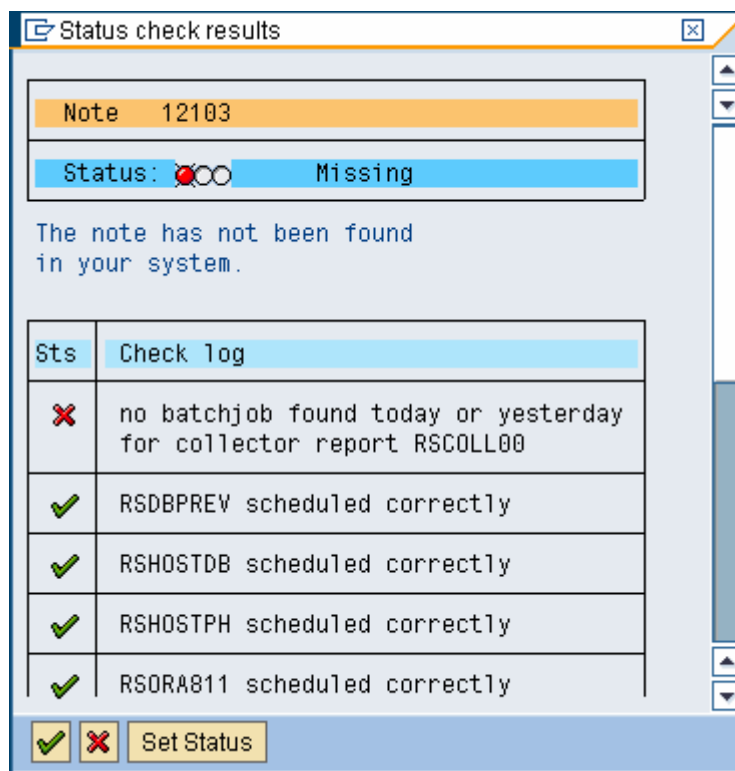 Status check results
Note 12103
Status: Missing
The note has not been found
in your system.
Sts Check log
no batchjob found today or yesterday
for collector report RSCOLL00
RSDBPREV scheduled correctly
RSHOSTDB scheduled correctly
RSHOSTPH scheduled correctly
RSORA811 scheduled correctly
Set Status